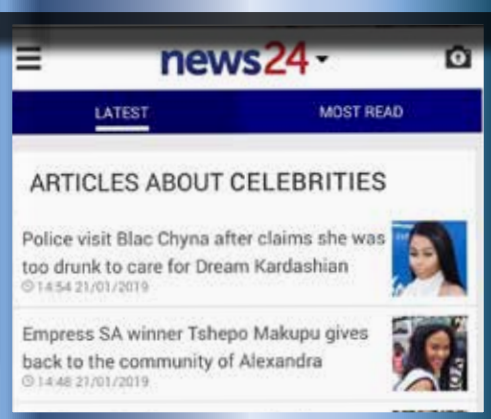 news24
LATEST MOST READ
ARTICLES ABOUT CELEBRITIES
Police visit Blac Chyna after claims she was
too drunk to care for Dream Kardashian
14:54 21/01/2019
Empress SA winner Tshepo Makupu gives
back to the community of Alexandra
14:46 21/01/2019